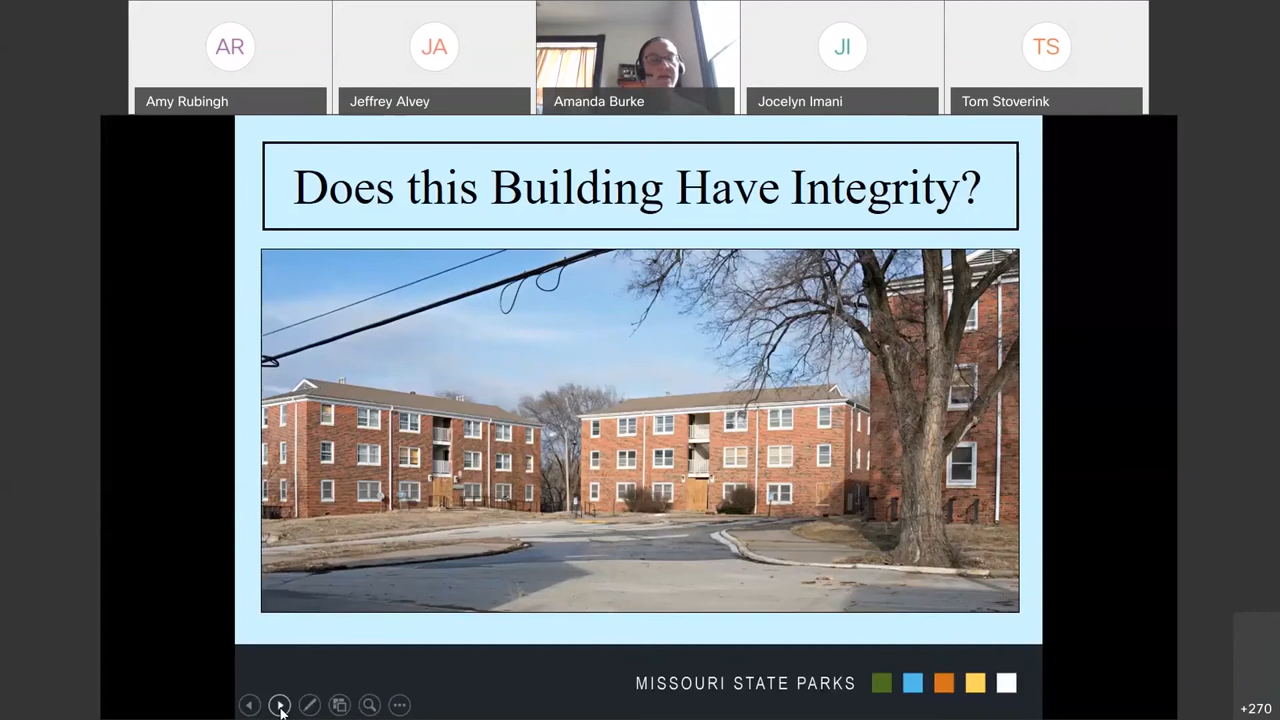 AR
JA
JI
TS
Amy Rubingh
Jeffrey Alvey
Amanda Burke
Jocelyn Imani
Tom Stoverink
Does this Building Have Integrity?
MISSOURI STATE PARKS
+270